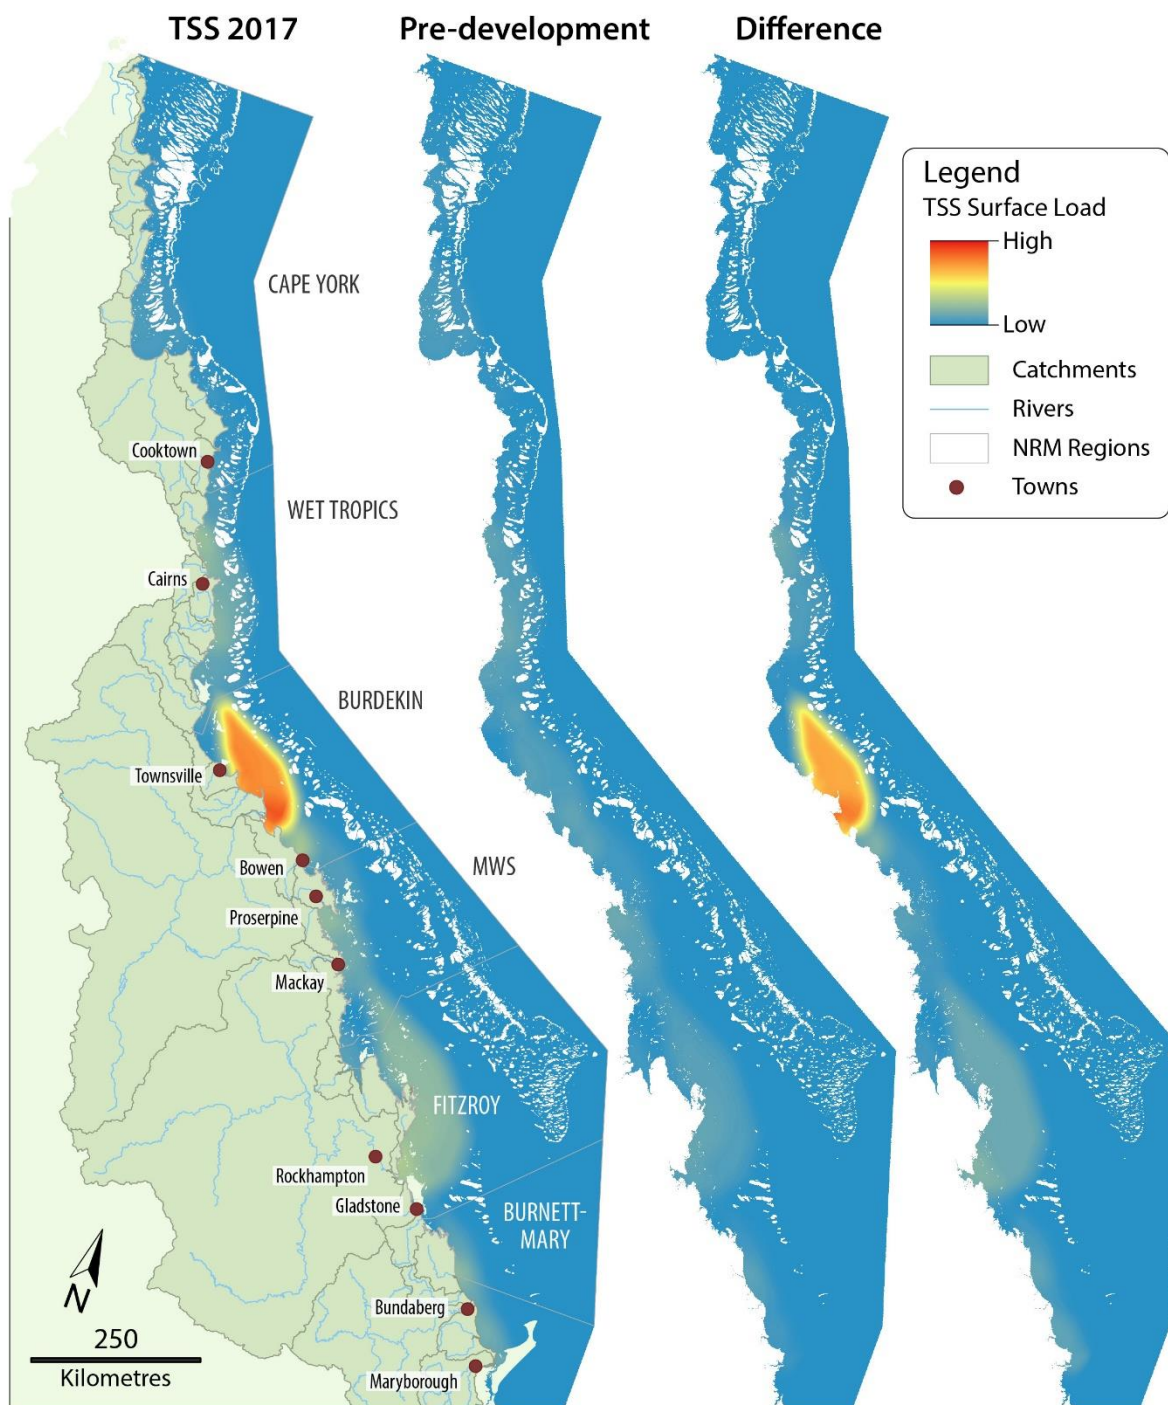 TSS 2017
Pre-development
Difference
Legend
TSS Surface Load
High
Low
Catchments
Rivers
NRM Regions
Towns
CAPE YORK
Cooktown
WET TROPICS
Cairns
BURDEKIN
Townsville
Bowen
MWS
Proserpine
Mackay
FITZROY
Rockhampton
Gladstone
BURNETT-
MARY
Bundaberg
Maryborough
N
250
Kilometres